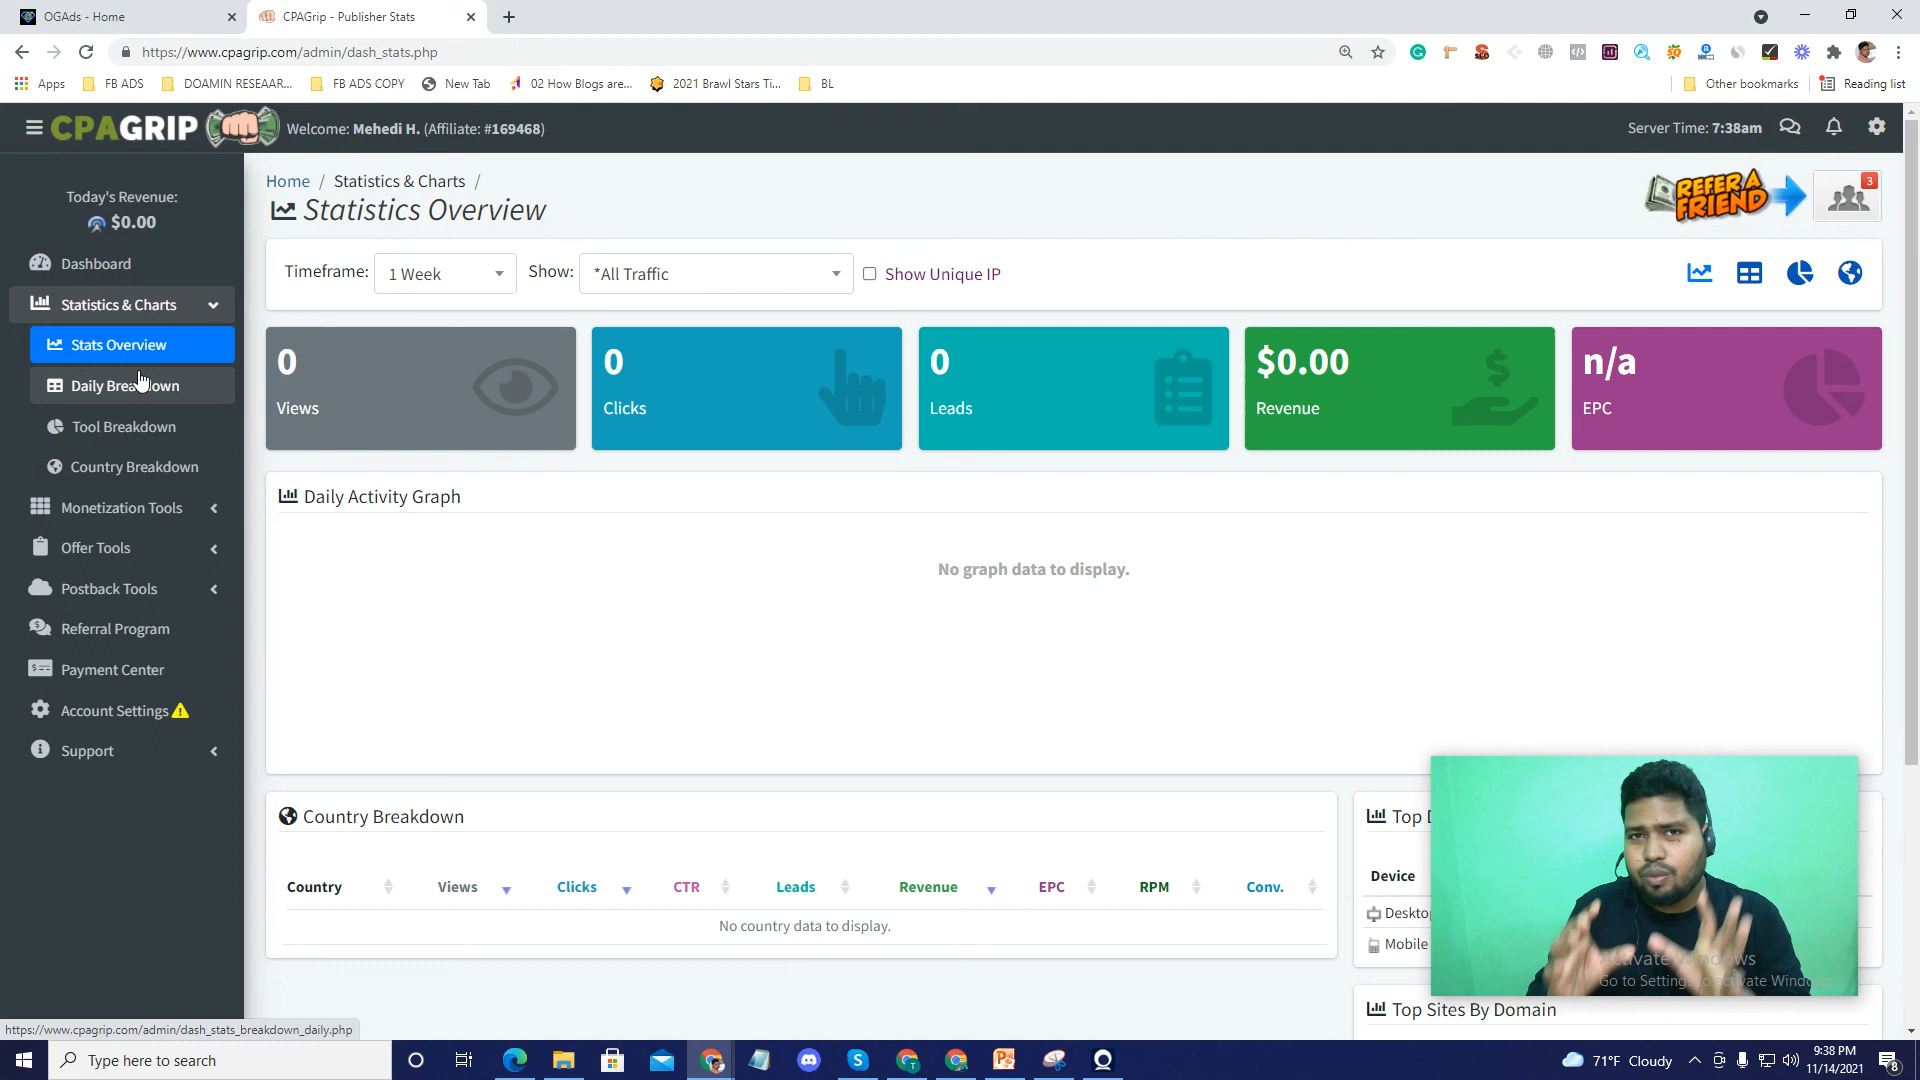 OGAds - Home
CPAGrip - Publisher Stats
https://www.cpagrip.com/admin/dash_stats.php
Apps
FB ADS
DOAMIN RESEAAR...
FB ADS COPY
New Tab
02 How Blogs are...
2021 Brawl Stars Ti...
BL
Other bookmarks
Reading list
CPAGRIP
Welcome: Mehedi H. (Affiliate: #169468)
Server Time: 7:38am
Today's Revenue:
$0.00
Dashboard
Statistics & Charts
Stats Overview
Daily Breakdown
Tool Breakdown
Country Breakdown
Monetization Tools
Offer Tools
Postback Tools
Referral Program
Payment Center
Account Settings
Support
Home / Statistics & Charts /
Statistics Overview
REFER A
FRIEND
3
Timeframe: 1 Week Show: *All Traffic Show Unique IP
0
Views
0
Clicks
0
Leads
$0.00
Revenue
n/a
EPC
Daily Activity Graph
No graph data to display.
Country Breakdown
Country Views Clicks CTR Leads Revenue EPC RPM Conv.
No country data to display.
Top
Device
Mobile
Top Sites By Domain
Go to Settings to activate
https://www.cpagrip.com/admin/dash_stats_breakdown_daily.php
Type here to search
71°F Cloudy
9:38 PM
11/14/2021
8